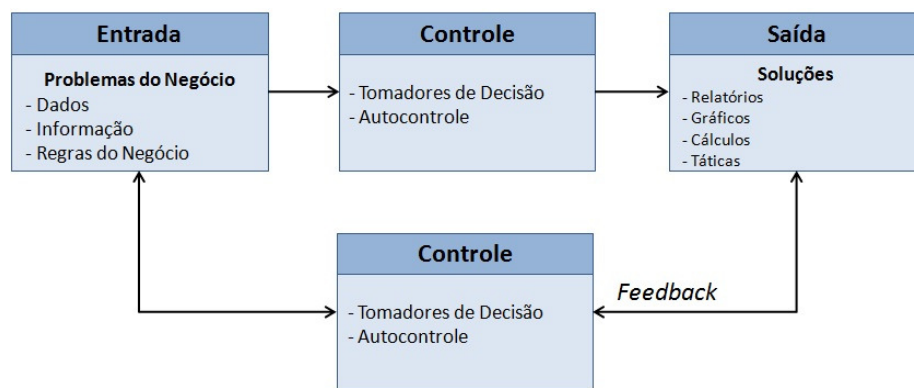 Entrada
Problemas do Negócio
- Dados
- Informação
- Regras do Negócio
Controle
- Tomadores de Decisão
- Autocontrole
Saída
Soluções
- Relatórios
- Gráficos
- Cálculos
- Táticas
Controle
- Tomadores de Decisão
- Autocontrole
Feedback